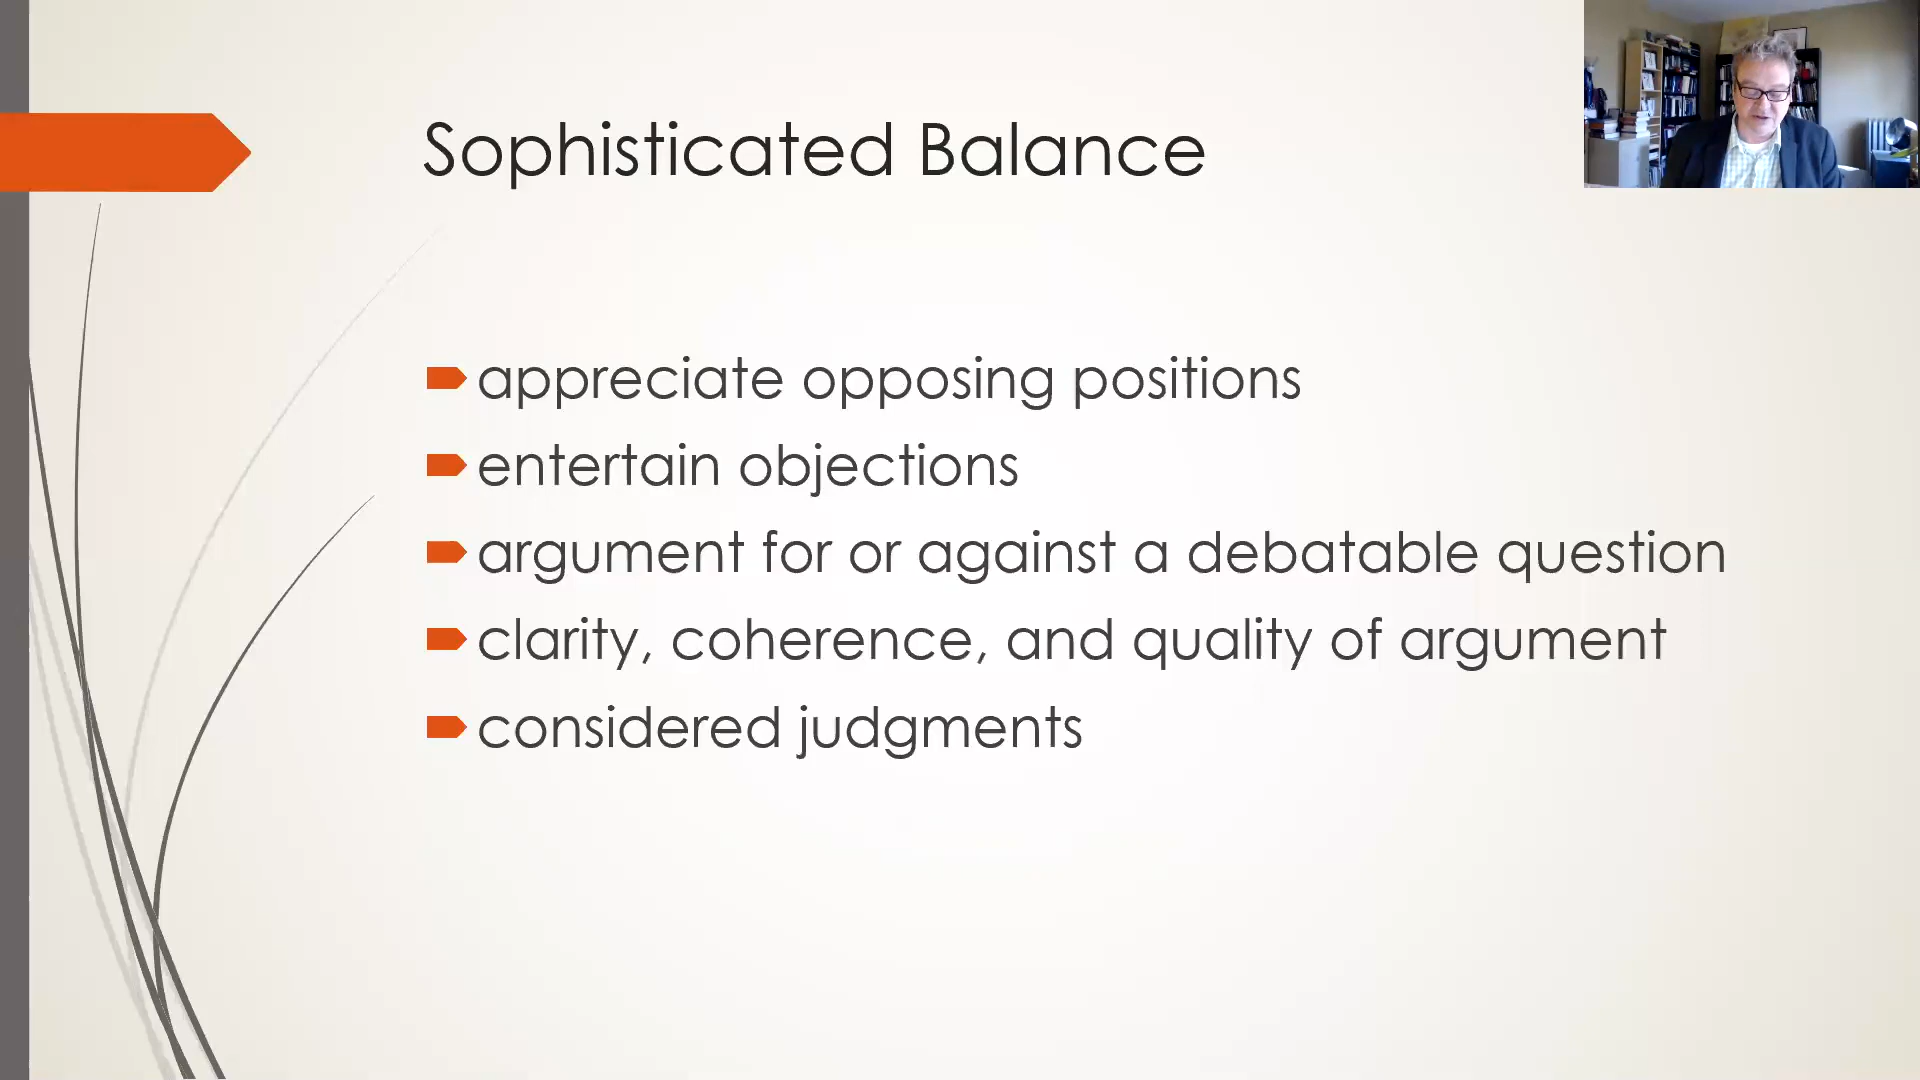 Sophisticated Balance
appreciate opposing positions
entertain objections
argument for or against a debatable question
clarity, coherence, and quality of argument
considered judgments